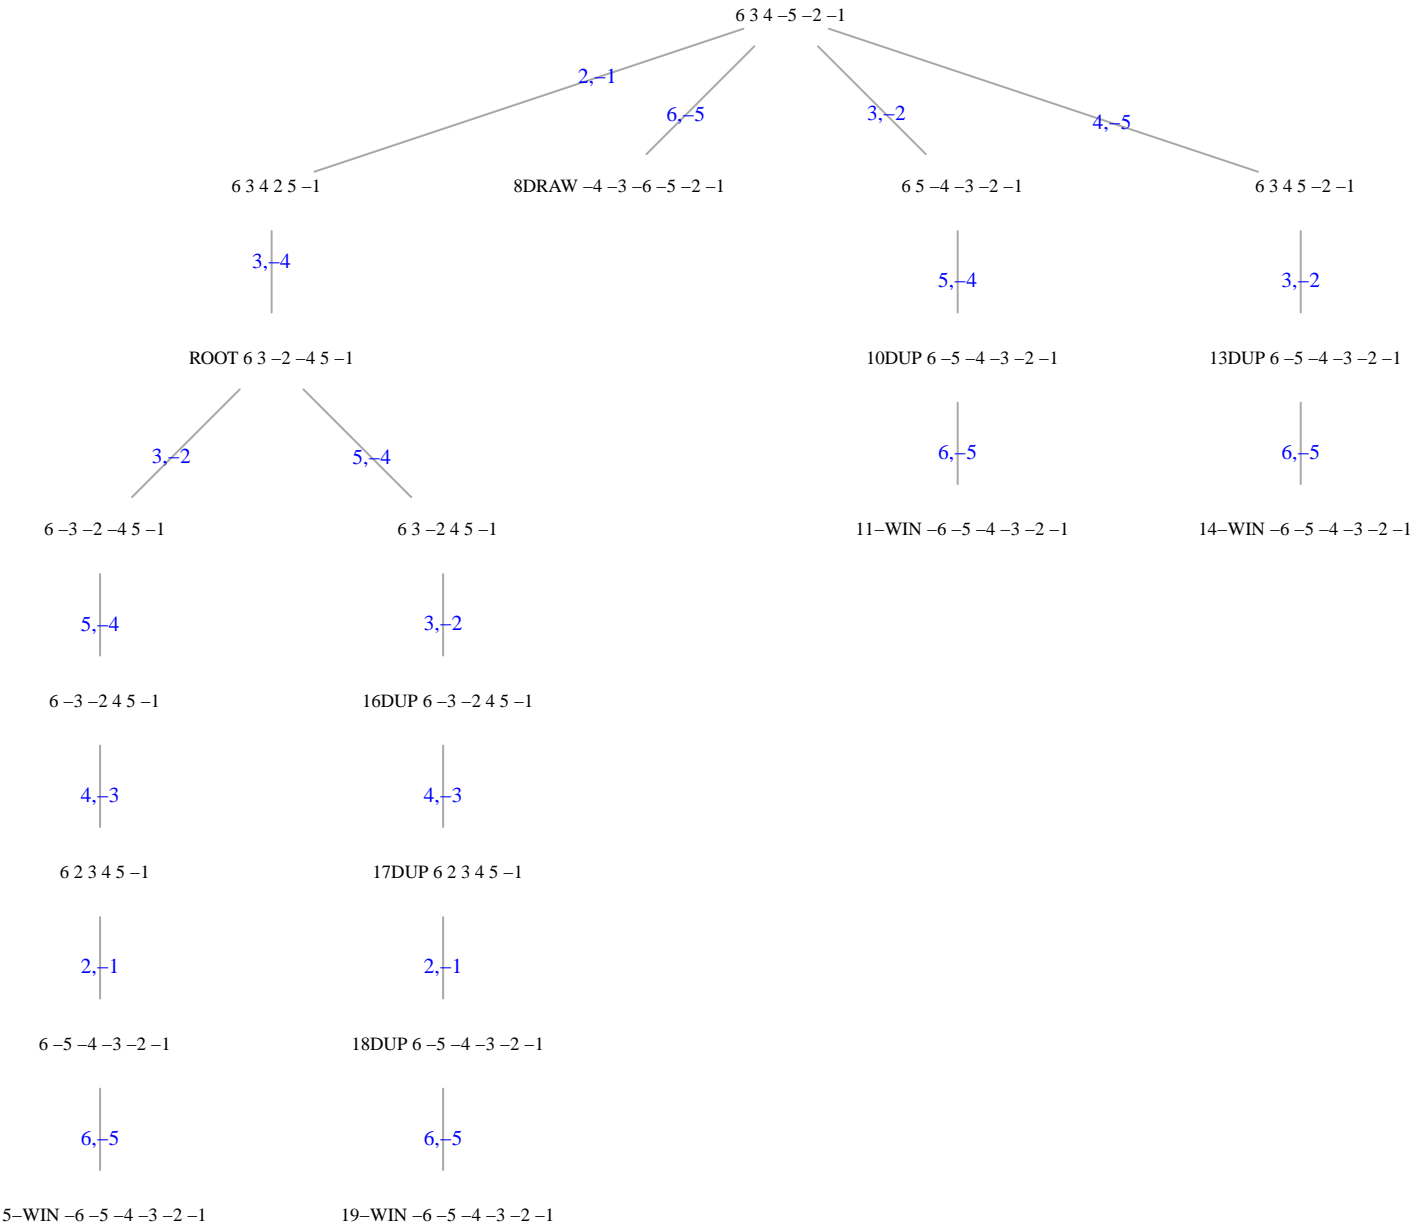 6 3 4 –5 –2 –1
2,–1
6,–5
3,–2
4,–5
6 3 4 2 5 –1
8DRAW –4 –3 –6 –5 –2 –1
6 5 –4 –3 –2 –1
6 3 4 5 –2 –1
3,–4
5,–4
3,–2
ROOT 6 3 –2 –4 5 –1
10DUP 6 –5 –4 –3 –2 –1
13DUP 6 –5 –4 –3 –2 –1
3,–2
5,–4
6,–5
6,–5
6 –3 –2 –4 5 –1
6 3 –2 4 5 –1
11–WIN –6 –5 –4 –3 –2 –1
14–WIN –6 –5 –4 –3 –2 –1
5,–4
3,–2
6 –3 –2 4 5 –1
16DUP 6 –3 –2 4 5 –1
4,–3
4,–3
6 2 3 4 5 –1
17DUP 6 2 3 4 5 –1
2,–1
2,–1
6 –5 –4 –3 –2 –1
18DUP 6 –5 –4 –3 –2 –1
6,–5
6,–5
5–WIN –6 –5 –4 –3 –2 –1
19–WIN –6 –5 –4 –3 –2 –1